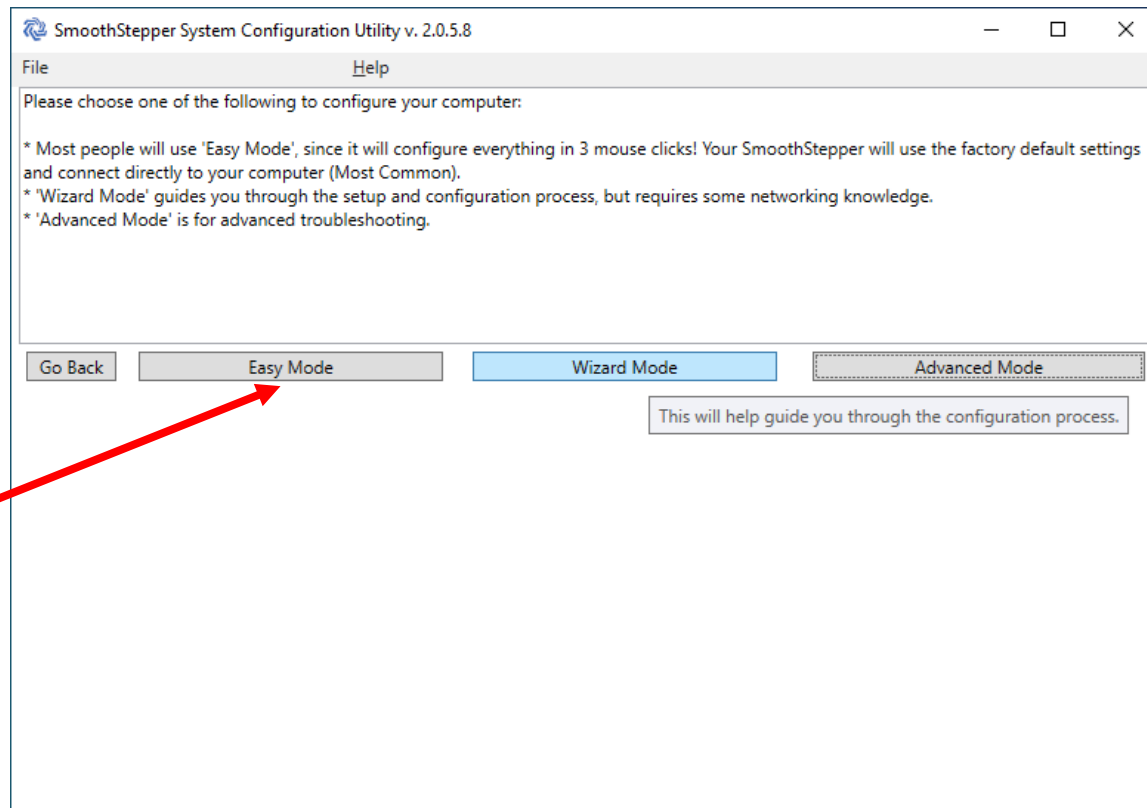 SmoothStepper System Configuration Utility v. 2.0.5.8
File Help
Please choose one of the following to configure your computer:
* Most people will use 'Easy Mode', since it will configure everything in 3 mouse clicks! Your SmoothStepper will use the factory default settings
and connect directly to your computer (Most Common).
* 'Wizard Mode' guides you through the setup and configuration process, but requires some networking knowledge.
* 'Advanced Mode' is for advanced troubleshooting.
Go Back Easy Mode Wizard Mode Advanced Mode
This will help guide you through the configuration process.